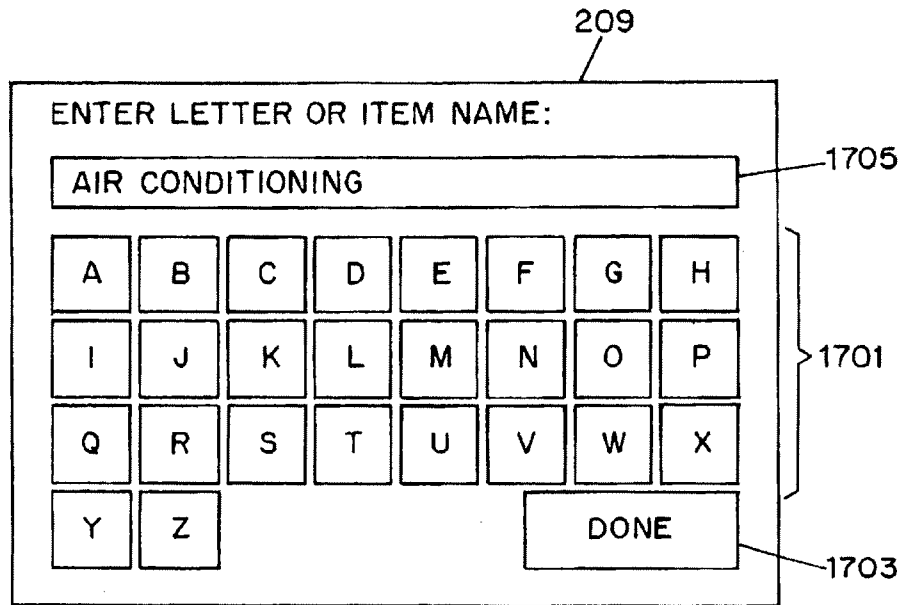 209
ENTER LETTER OR ITEM NAME:
AIR CONDITIONING
1705
A B C D E F G H
I J K L M N O P
1701
Q R S T U V W X
Y Z DONE
1703